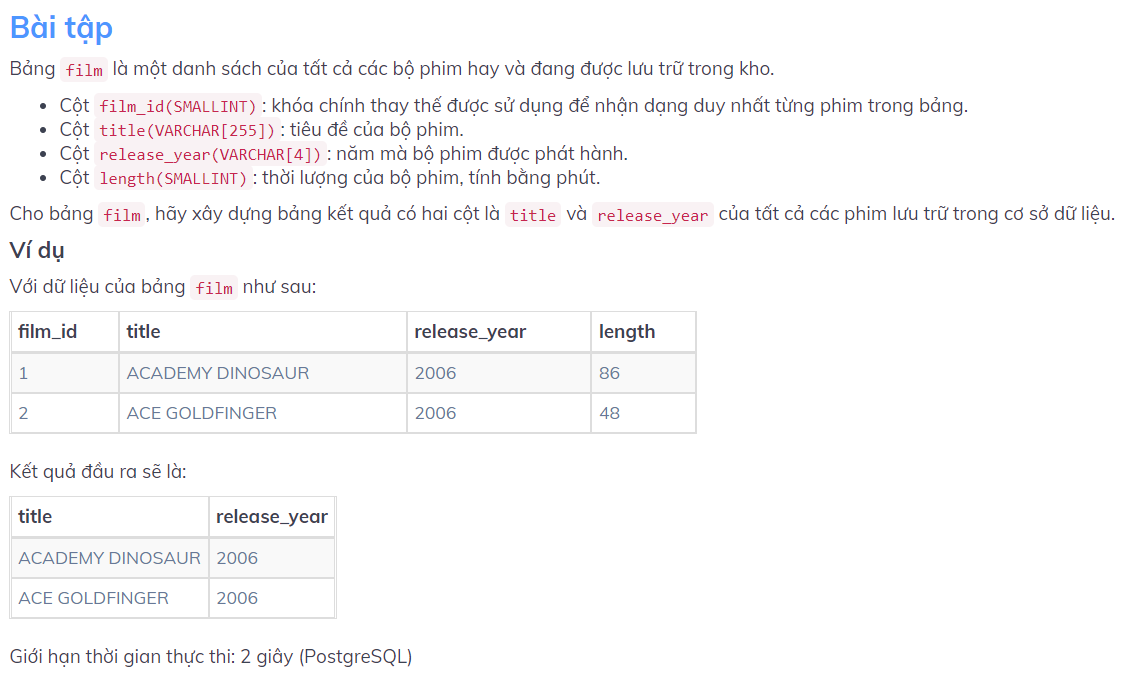 Bài tập
Bảng film là một danh sách của tất cả các bộ phim hay và đang được lưu trữ trong kho.
• Cột film_id(SMALLINT): khóa chính thay thế được sử dụng để nhận dạng duy nhất từng phim trong bảng.
• Cột title(VARCHAR[255]): tiêu đề của bộ phim.
• Cột release_year(VARCHAR[4]): năm mà bộ phim được phát hành.
• Cột length(SMALLINT): thời lượng của bộ phim, tính bằng phút.
Cho bảng film, hãy xây dựng bảng kết quả có hai cột là title và release_year của tất cả các phim lưu trữ trong cơ sở dữ liệu.
Ví dụ
Với dữ liệu của bảng film như sau:
film_id title release_year length
1 ACADEMY DINOSAUR 2006 86
2 ACE GOLDFINGER 2006 48
Kết quả đầu ra sẽ là:
title release_year
ACADEMY DINOSAUR 2006
ACE GOLDFINGER 2006
Giới hạn thời gian thực thi: 2 giây (PostgreSQL)